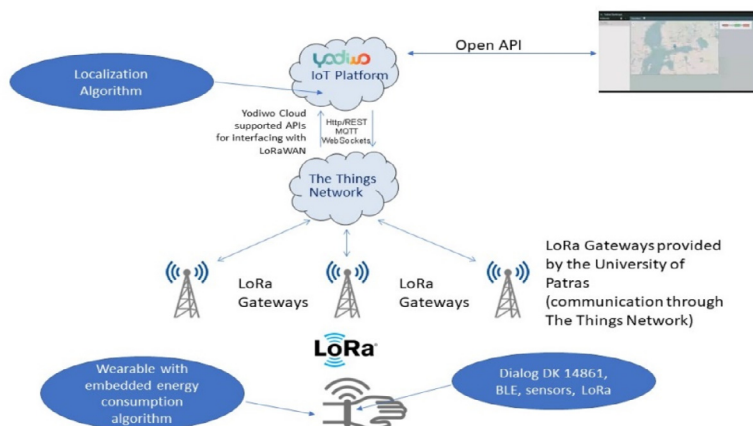 yodiwo
IoT Platform
Open API
Localization
Algorithm
Yodiwo Cloud
supported APIs
for interfacing with
LoRaWAN
Http/REST
MQTT
WebSockets
The Things
Network
LoRa
Gateways
LoRa
Gateways
LoRa Gateways provided
by the University of
Patras
(communication through
The Things Network)
LoRa
Wearable with
embedded energy
consumption
algorithm
Dialog DK 14861,
BLE, sensors, LoRa